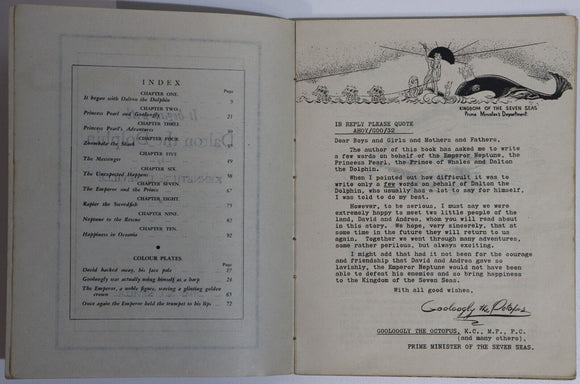 INDEX
Page
CHAPTER ONE.
It began with Dalton the Dolphin 9
CHAPTER TWO.
Princess Pearl and Googlogly 21
CHAPTER THREE.
Princess Pearl's Adventures
CHAPTER FOUR.
the Shark 41
CHAPTER FIVE
The Messenger 49
CHAPTER SIX.
The Unexpected Happens 58
CHAPTER SEVEN.
The Emperor and the Prince 67
CHAPTER EIGHT.
Rapier the Swordfish
CHAPTER NINE.
Neptune to the Rescue 86
CHAPTER TEN.
Happiness in Oceania 92
COLOUR PLATES
Page
David backed away, his face pale 27
Gooloogly was actually using himself as a harp
The Emperor, a noble figure, waving a glinting golden
crown 63
Once again the Emperor held the trumpet to his lips 72
KINGDOM OF THE SEVEN SEAS
Prime Minister's Department.
IN REPLY PLEASE QUOTE
AHOY/GOO/32
Dear Boys and Girls and Mothers and Fathers,
The author of this book has asked me to write
a few words on behalf of the Emperor Neptune, the
Princess Pearl, the Prince of Whales and Dalton
the Dolphin.
When I pointed out how difficult it was to
write only a few words on behalf of Dalton the
Dolphin, who usually has a lot to say for himself,
I was told to do my best.
However, to be serious, I must say we were
extremely happy to meet two little people of the
land, David and Andrea, whom you will read about
in this story. We hope, very sincerely, that at
some time in the future they will return to us
again. Together we went through many adventures,
some rather perilous, but always exciting.
I might add that had it not been for the
courage and friendship that David and Andrea gave so
lavishly, the Emperor Neptune would not have been
able to defeat his enemies and so bring happiness
to the Kingdom of the Seven Seas.
With all good wishes,
Gooloogly the Octopus
GOOLOOGLY THE OCTOPUS, K.C., M.P., P.C.
(and many others).
PRIME MINISTER OF THE SEVEN SEAS.